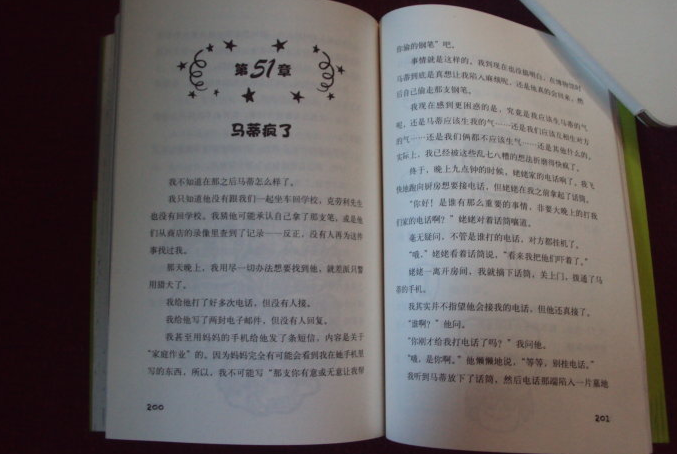 第51章
马蒂疯了
我不知道在那之后马蒂怎么样了。
我只知道他没有跟我们一起坐车回学校，克劳利先生
也没有回学校。我猜他可能承认自己拿了那支笔，或是他
们从商店的录像里查到了记录——反正，没有人再为这件
事找过我。
那天晚上，我用尽一切办法想要找到他，就差派只警
用猎犬了。
我给他打了好多次电话，但没有人接。
我给他写了两封电子邮件，但没有人回复。
我甚至用妈妈的手机给他发了条短信，内容是关于
“家庭作业”的。因为妈妈完全有可能会看到我在她手机里
写的东西，所以，我不可能写“那支你有意或无意让我帮
200
你偷的钢笔”吧。
事情就是这样的。我到现在也没搞明白，在博物馆时
马蒂到底是真想让我陷入麻烦呢，还是他真的会回来，然
后自己偷走那支钢笔。
我现在感到更困惑的是，究竟是我应该生马蒂的气
呢，还是马蒂应该生我的气……还是我们应该互相生对方
的气……还是我们俩都不应该生气……还是其他什么的。
实际上，我已经被这些乱七八糟的想法折磨得快疯了。
终于，晚上九点钟的时候，姥姥家的电话响了。我飞
快地跑向厨房想要接电话，但姥姥在我之前拿起了话筒。
“你好！是谁有那么重要的事情，非要大晚上的打我
们家的电话啊？”姥姥对着话筒嚷道。
毫无疑问，不管是谁打的电话，对方都挂机了。
“哦，”姥姥看着话筒说，“看来把他们吓着了。”
姥姥一离开房间，我就摘下话筒，关上门，拨通了马
蒂的手机。
我其实并不指望他会接我的电话，但他还真接了。
“谁啊？”他问。
“你刚才给我打电话了吗？”我问他。
“哦，是你啊。”他懒懒地说，“等等，别挂电话。”
我听到马蒂放下了话筒，然后电话那端陷入一片墓地
201